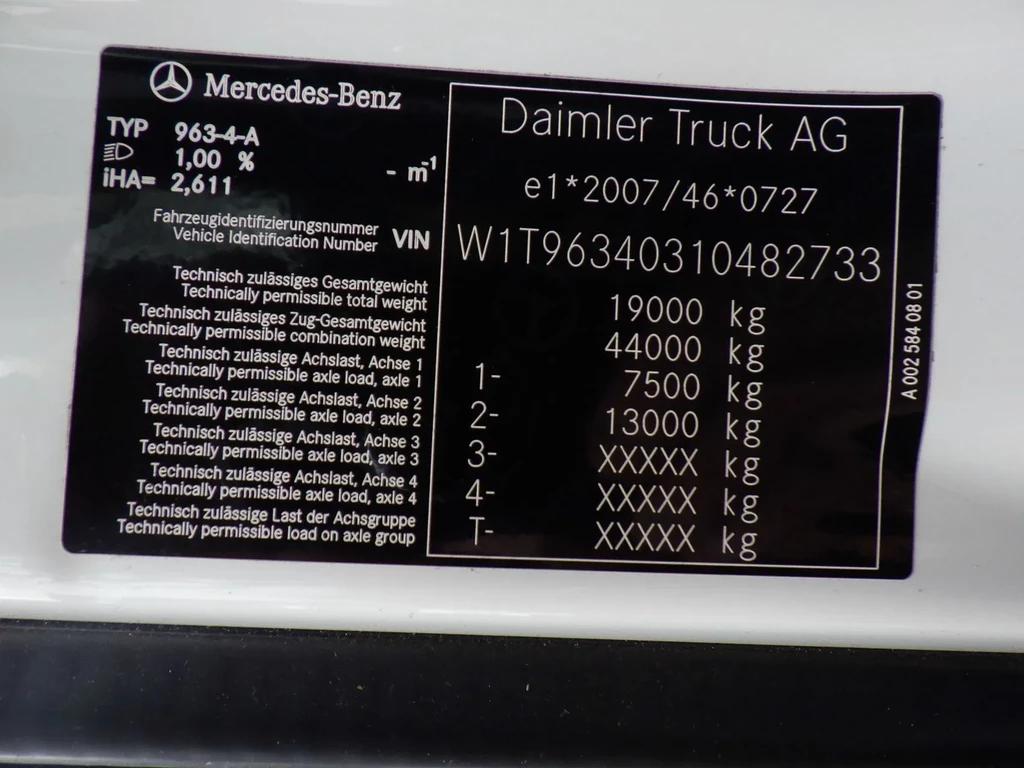 Mercedes-Benz
TYP 963-4-A
1,00 %
- m-1
iHA= 2,611
Daimler Truck AG
e1*2007/46*0727
Fahrzeugidentifizierungsnummer
Vehicle Identification Number VIN W1T96340310482733
Technisch zulässiges Gesamtgewicht
Technically permissible total weight 19000 kg
Technisch zulässiges Zug-Gesamtgewicht
Technically permissible combination weight 44000 kg
Technisch zulässige Achslast, Achse 1
Technically permissible axle load, axle 1 1- 7500 kg
Technisch zulässige Achslast, Achse 2
Technically permissible axle load, axle 2 2- 13000 kg
Technisch zulässige Achslast, Achse 3
Technically permissible axle load, axle 3 3- XXXXX kg
Technisch zulässige Achslast, Achse 4
Technically permissible axle load, axle 4 4- XXXXX kg
Technisch zulässige Last der Achsgruppe
Technically permissible load on axle group T- XXXXX kg
A 002 584 08 01